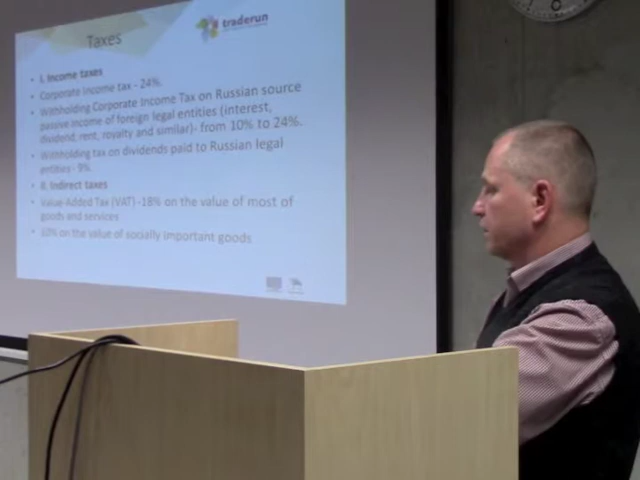 traderun
Taxes
• I. Income taxes
• Corporate income tax - 24%.
• Withholding Corporate Income Tax on Russian source
passive income of foreign legal entities (interest,
dividend, rent, royalty and similar)- from 10% to 24%.
• Withholding tax on dividends paid to Russian legal
entities - 9%.
• II. Indirect taxes
• Value-Added Tax (VAT) -18% on the value of most of
goods and services
• on the value of socially important goods